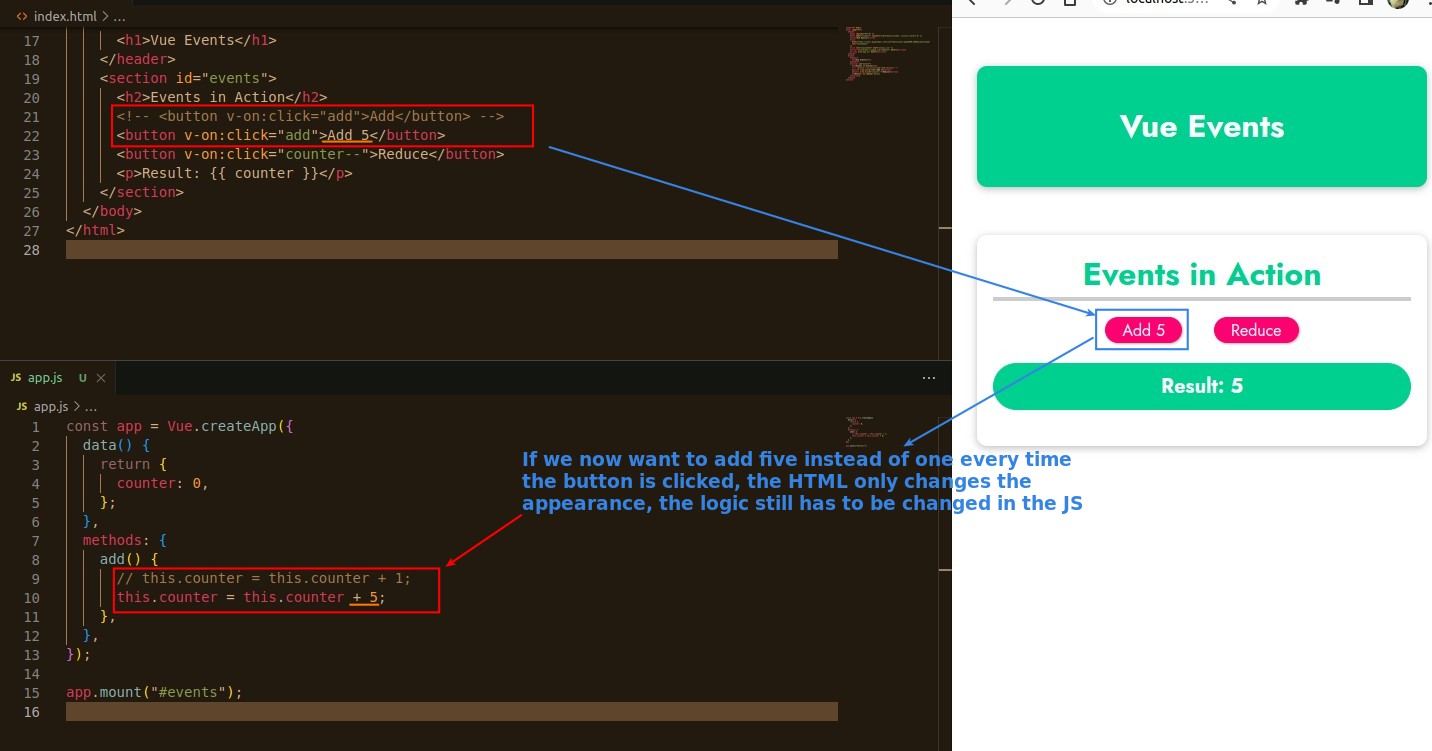 index.html > ...
17 <h1>Vue Events</h1>
18 </header>
19 <section id="events">
20 <h2>Events in Action</h2>
21 <!-- <button v-on:click="add">Add</button> -->
22 <button v-on:click="add">Add 5</button>
23 <button v-on:click="counter--">Reduce</button>
24 <p>Result: {{ counter }}</p>
25 </section>
26 </body>
27 </html>
28
Vue Events
Events in Action
Add 5 Reduce
Result: 5
JS app.js U
...
JS app.js > ...
1 const app = Vue.createApp({
2 data() {
3 return {
4 counter: 0,
5 };
6 },
7 methods: {
8 add() {
9 // this.counter = this.counter + 1;
10 this.counter = this.counter + 5;
11 },
12 },
13 });
14
15 app.mount("#events");
16
If we now want to add five instead of one every time
the button is clicked, the HTML only changes the
appearance, the logic still has to be changed in the JS